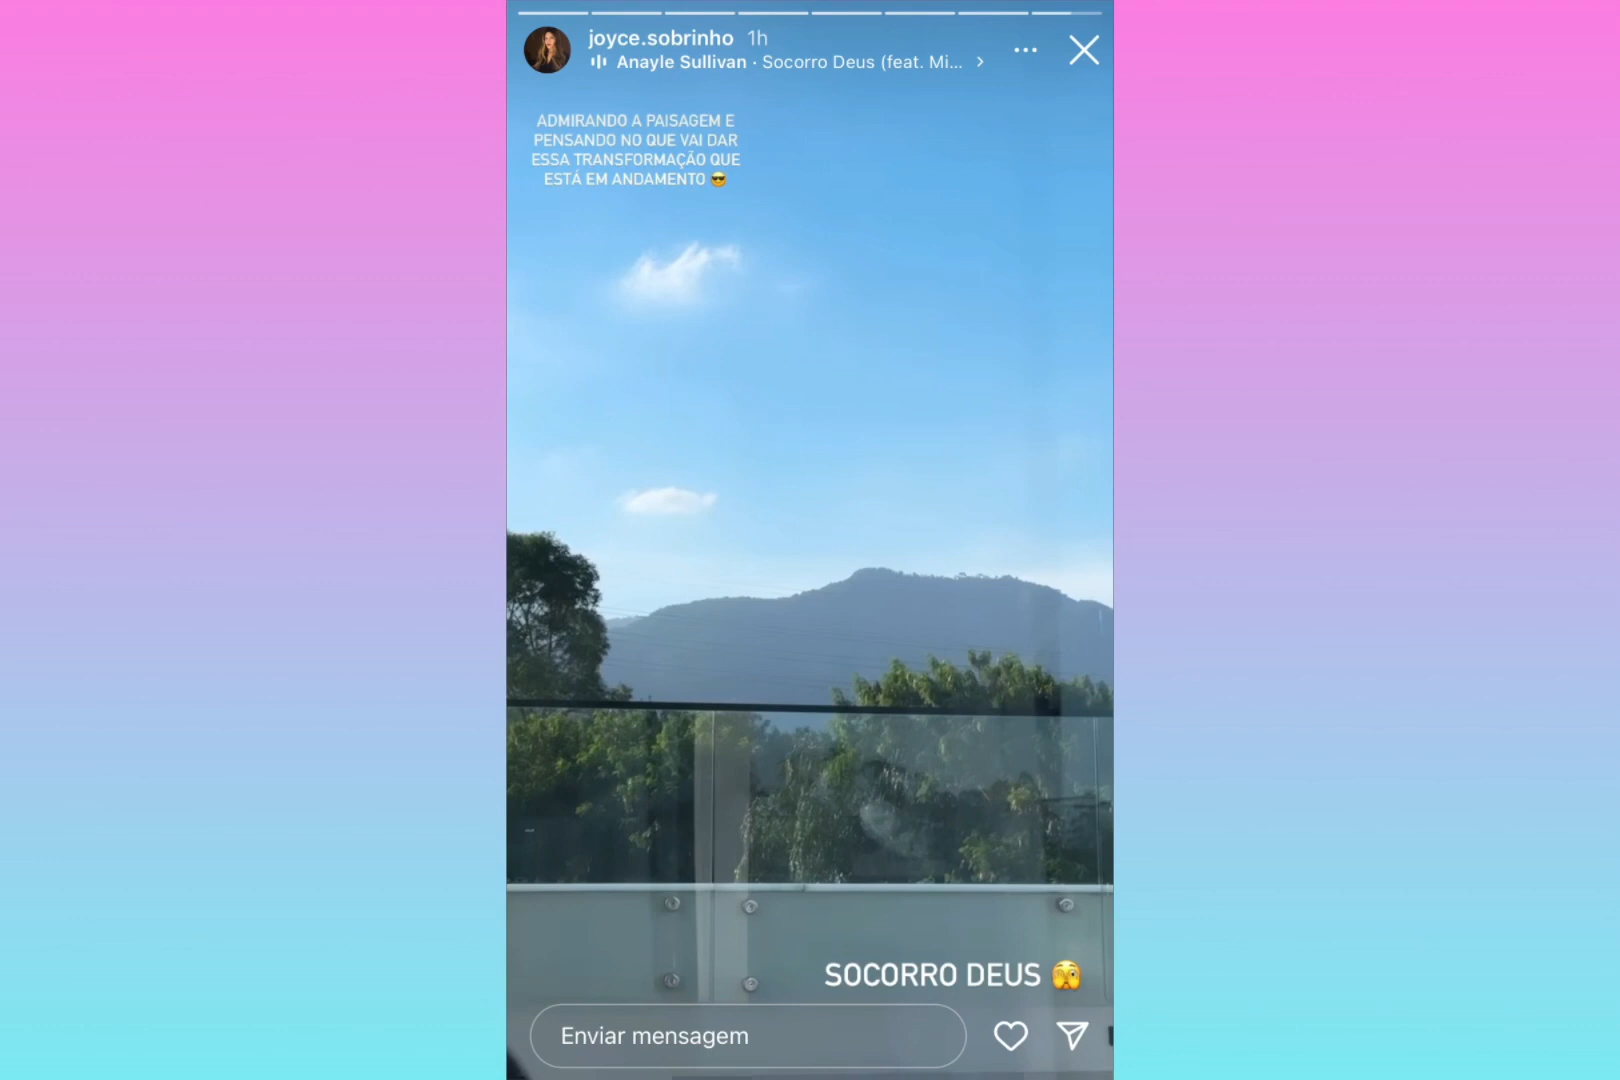 joyce.sobrinho 1h
Anayle Sullivan · Socorro Deus (feat. Mi...
ADMIRANDO A PAISAGEM E
PENSANDO NO QUE VAI DAR
ESSA TRANSFORMAÇÃO QUE
ESTÁ EM ANDAMENTO 😎
SOCORRO DEUS 🫣
Enviar mensagem